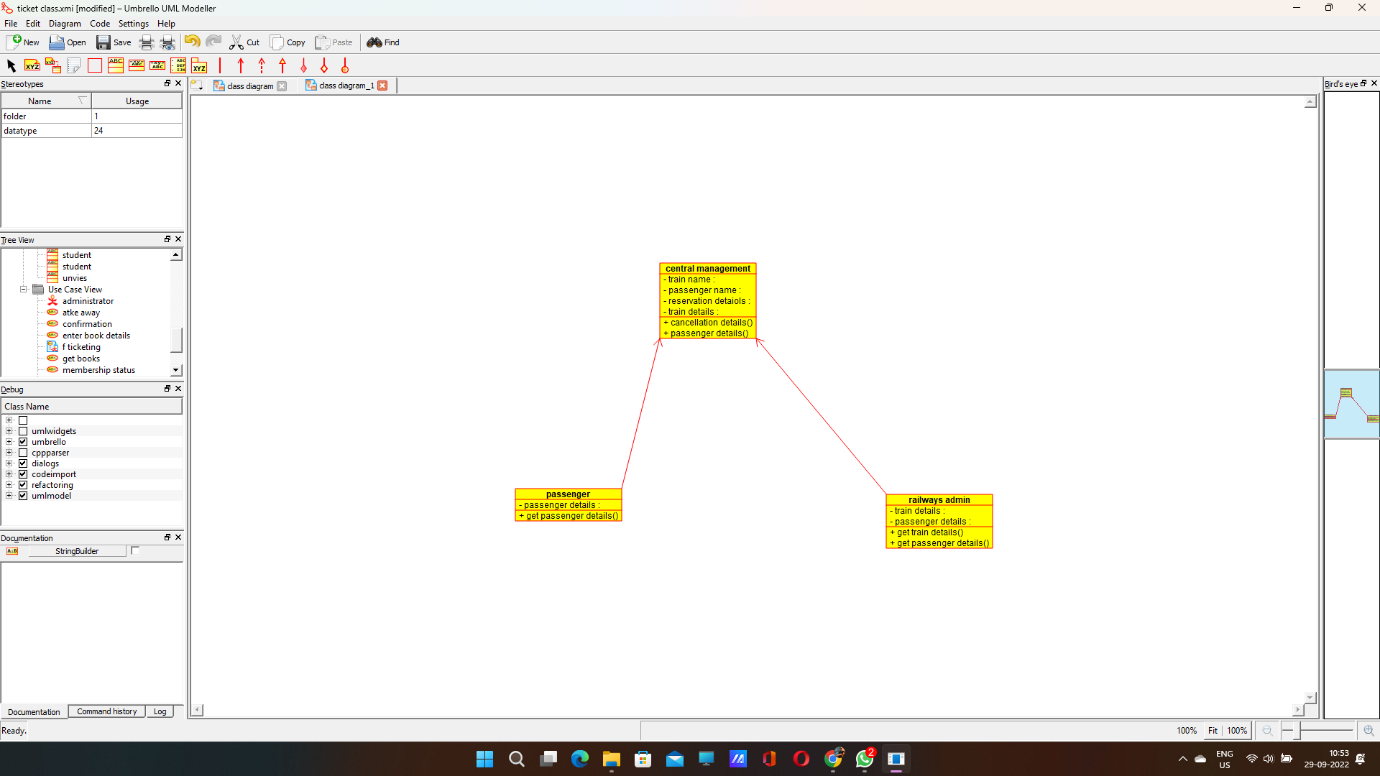 ticket class.xmi [modified] – Umbrello UML Modeller
File Edit Diagram Code Settings Help
New Open Save Cut Copy Paste Find
Stereotypes
Name Usage
folder 1
datatype 24
Tree View
student
student
unvies
Use Case View
administrator
atke away
confirmation
enter book details
f ticketing
get books
membership status
Debug
Class Name
umlwidgets
umbrello
cppparser
dialogs
codeimport
refactoring
umlmodel
Documentation
StringBuilder
Documentation Command history Log
Ready.
class diagram class diagram_1
central management
- train name :
- passenger name :
- reservation detaiols :
- train details :
+ cancellation details()
+ passenger details()
passenger
- passenger details :
+ get passenger details()
railways admin
- train details :
- passenger details :
+ get train details()
+ get passenger details()
Bird's eye
100% Fit 100%
2
ENG
US
10:53
29-09-2022